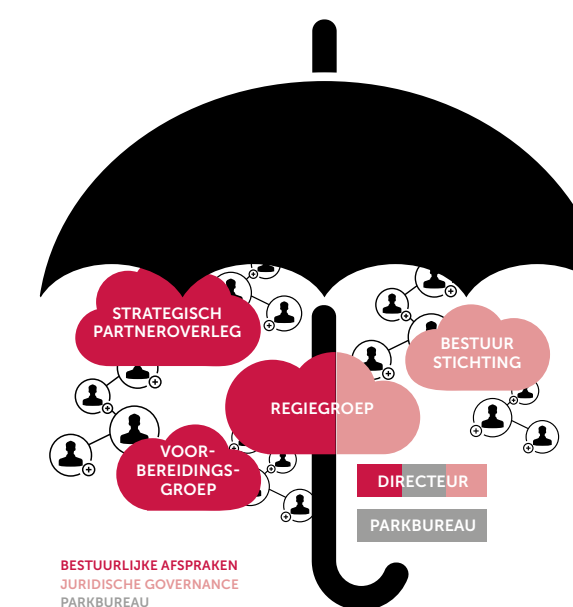 STRATEGISCH
PARTNEROVERLEG
BESTUUR
STICHTING
REGIEGROEP
VOOR-
BEREIDINGS-
GROEP
DIRECTEUR
PARKBUREAU
BESTUURLIJKE AFSPRAKEN
JURIDISCHE GOVERNANCE
PARKBUREAU